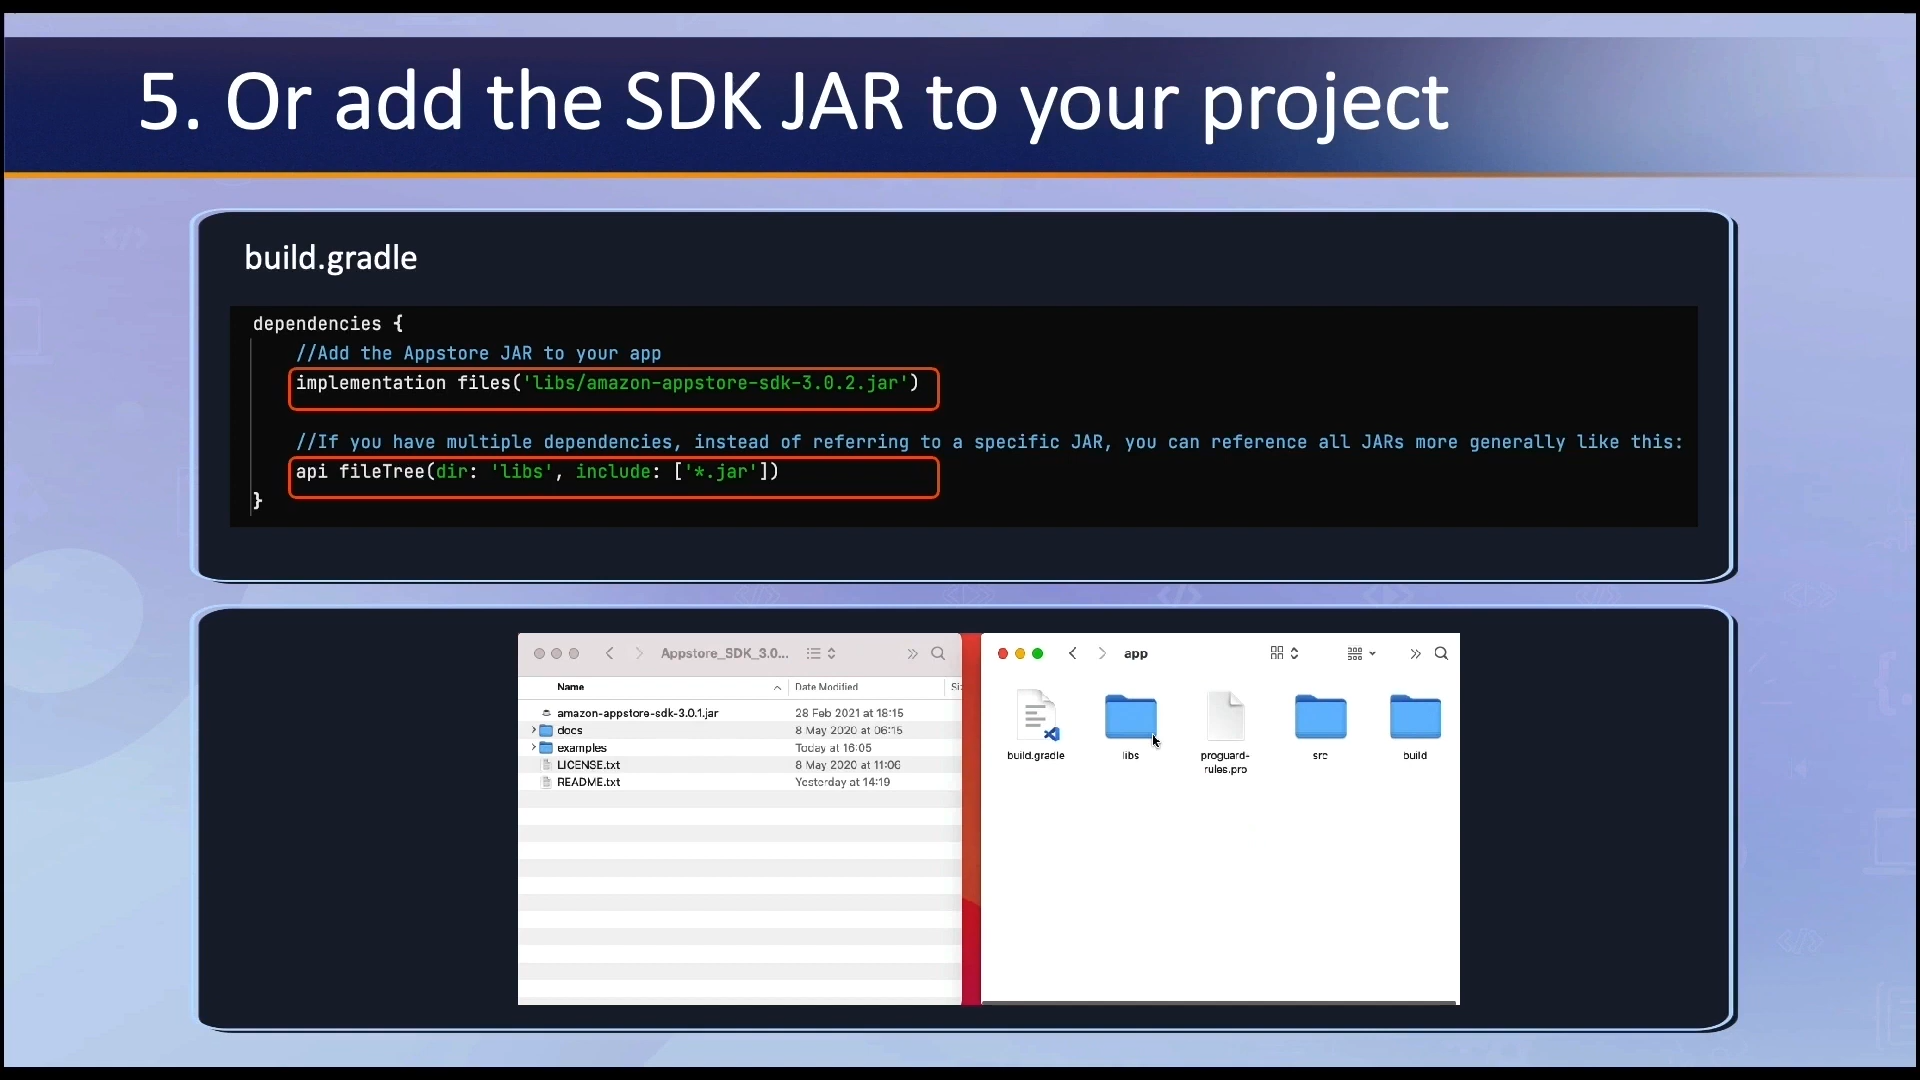 5. Or add the SDK JAR to your project
build.gradle
dependencies {
//Add the Appstore JAR to your app
implementation files('libs/amazon-appstore-sdk-3.0.2.jar')
//If you have multiple dependencies, instead of referring to a specific JAR, you can reference all JARs more generally like this:
api fileTree(dir: 'libs', include: ['*.jar'])
}
Appstore_SDK_3.0...
Name Date Modified Siz
amazon-appstore-sdk-3.0.1.jar 28 Feb 2021 at 18:15
docs 8 May 2020 at 06:15
examples Today at 16:05
LICENSE.txt 8 May 2020 at 11:06
README.txt Yesterday at 14:19
app
build.gradle libs proguard-rules.pro src build